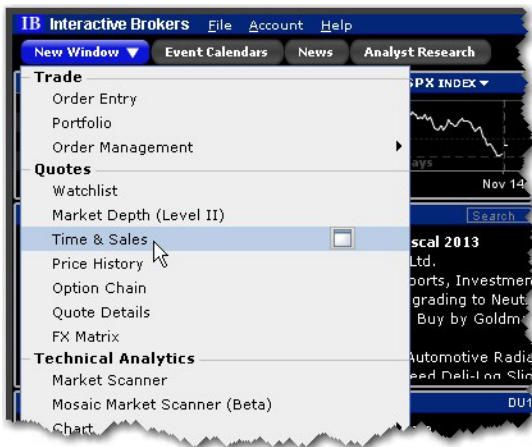 IB Interactive Brokers File Account Help
New Window ▼ Event Calendars News Analyst Research
Trade
SPX INDEX ▼
Order Entry
Portfolio
Order Management
Quotes
Nov 14
Watchlist
Market Depth (Level II)
Search
Time & Sales
scal 2013
Price History
Ltd.
Option Chain
Quote Details
grading to Neut
Buy by Goldm
FX Matrix
Technical Analytics
Automotive Radia
Market Scanner
Mosaic Market Scanner (Beta)
DU1
Chart